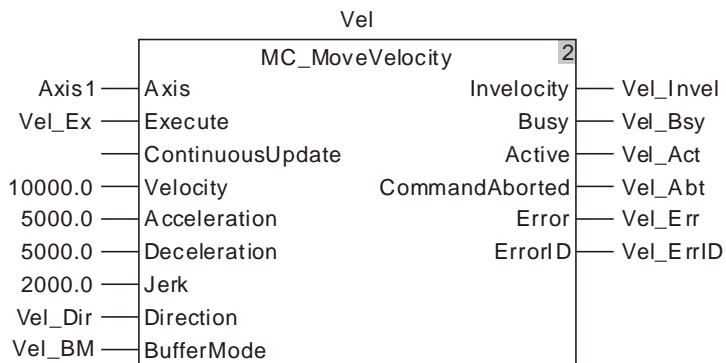 Vel
MC_MoveVelocity 2
Axis1 Axis Invelocity Vel_Invel
Vel_Ex Execute Busy Vel_Bsy
ContinuousUpdate Active Vel_Act
10000.0 Velocity CommandAborted Vel_Abt
5000.0 Acceleration Error Vel_Err
5000.0 Deceleration ErrorID Vel_ErrID
2000.0 Jerk
Vel_Dir Direction
Vel_BM BufferMode